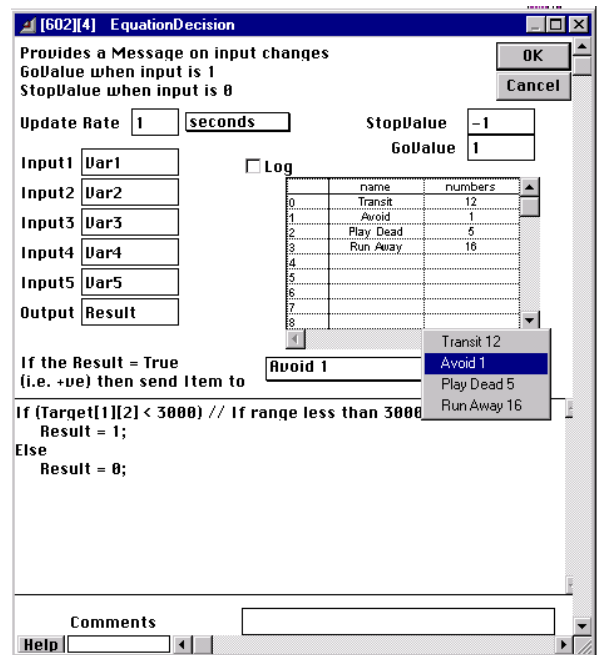 [602][4] EquationDecision
Provides a Message on input changes
GoValue when input is 1
StopValue when input is 0
OK
Cancel
Update Rate 1 seconds
StopValue -1
GoValue 1
Input1 Var1
Input2 Var2
Input3 Var3
Input4 Var4
Input5 Var5
Output Result
Log
name numbers
0 Transit 12
1 Avoid 1
2 Play Dead 5
3 Run Away 16
4
5
6
7
8
If the Result = True
(i.e. +ve) then send Item to
Avoid 1
Transit 12
Avoid 1
Play Dead 5
Run Away 16
If (Target[1][2] < 3000) // If range less than 3000
Result = 1;
Else
Result = 0;
Comments
Help